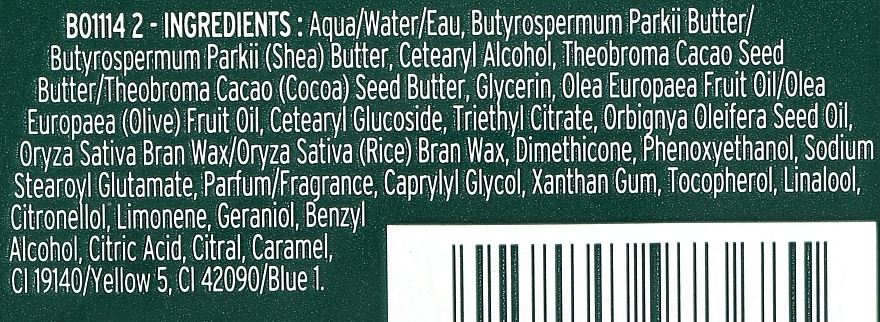 B01114 2 - INGREDIENTS : Aqua/Water/Eau, Butyrospermum Parkii Butter/
Butyrospermum Parkii (Shea) Butter, Cetearyl Alcohol, Theobroma Cacao Seed
Butter/Theobroma Cacao (Cocoa) Seed Butter, Glycerin, Olea Europaea Fruit Oil/Olea
Europaea (Olive) Fruit Oil, Cetearyl Glucoside, Triethyl Citrate, Orbignya Oleifera Seed Oil,
Oryza Sativa Bran Wax/Oryza Sativa (Rice) Bran Wax, Dimethicone, Phenoxyethanol, Sodium
Stearoyl Glutamate, Parfum/Fragrance, Caprylyl Glycol, Xanthan Gum, Tocopherol, Linalool,
Citronellol, Limonene, Geraniol, Benzyl
Alcohol, Citric Acid, Citral, Caramel,
CI 19140/Yellow 5, CI 42090/Blue 1.